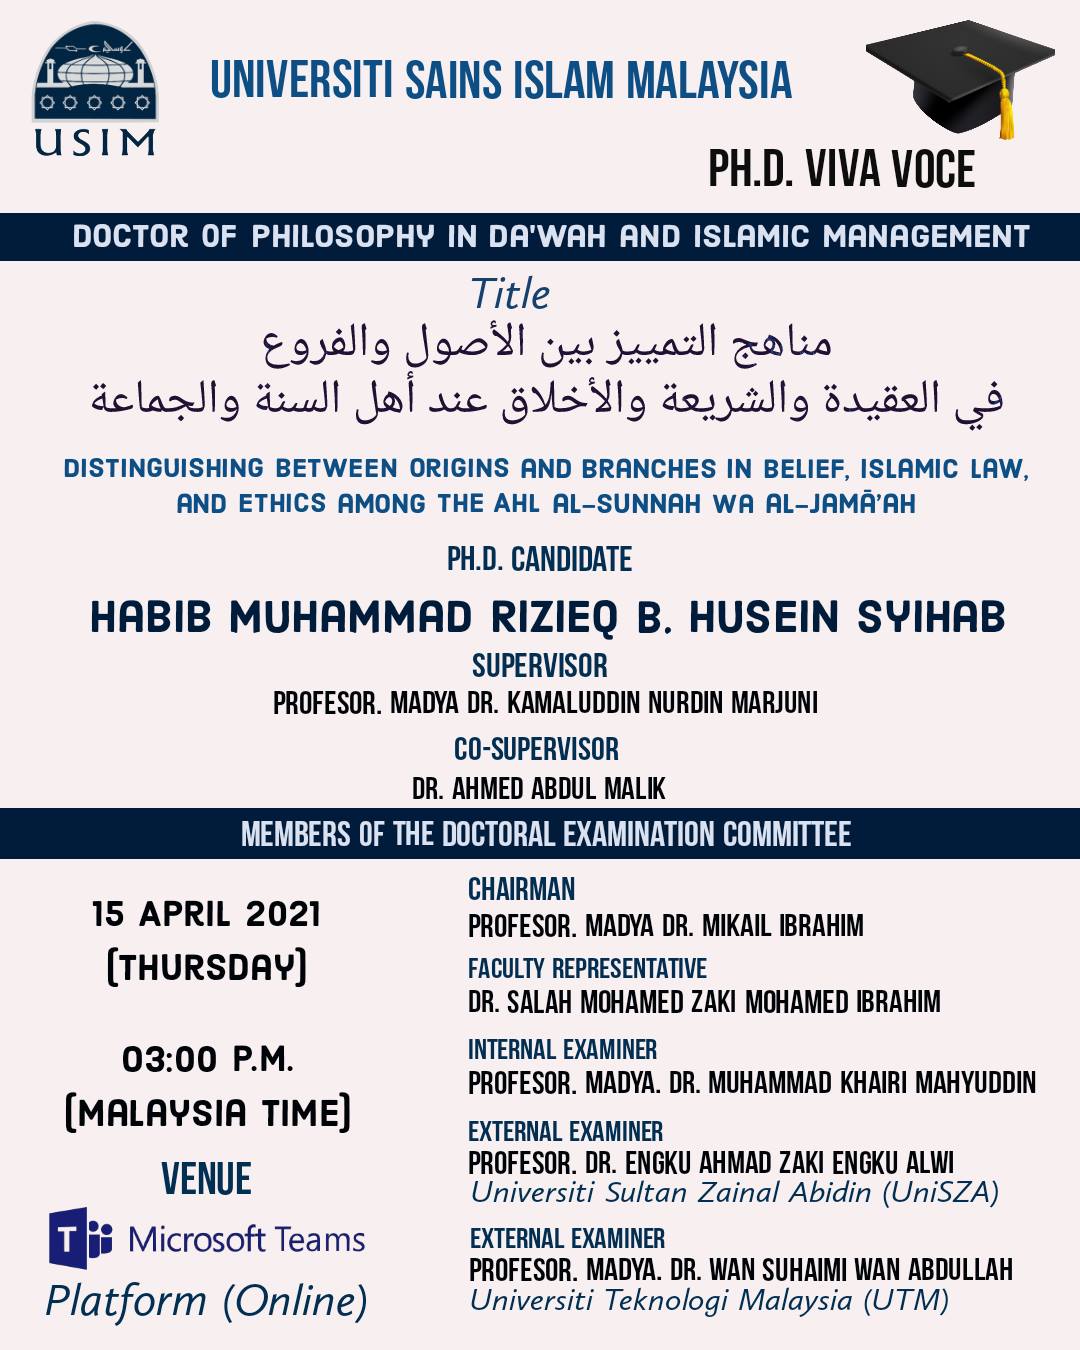 USIM
UNIVERSITI SAINS ISLAM MALAYSIA
PH.D. VIVA VOCE
DOCTOR OF PHILOSOPHY IN DA'WAH AND ISLAMIC MANAGEMENT
Title
مناهج التمييز بين الأصول والفروع
في العقيدة والشريعة والأخلاق عند أهل السنة والجماعة
DISTINGUISHING BETWEEN ORIGINS AND BRANCHES IN BELIEF, ISLAMIC LAW,
AND ETHICS AMONG THE AHL AL-SUNNAH WA AL-JAMĀ'AH
PH.D. CANDIDATE
HABIB MUHAMMAD RIZIEQ B. HUSEIN SYIHAB
SUPERVISOR
PROFESOR. MADYA DR. KAMALUDDIN NURDIN MARJUNI
CO-SUPERVISOR
DR. AHMED ABDUL MALIK
MEMBERS OF THE DOCTORAL EXAMINATION COMMITTEE
15 APRIL 2021
(THURSDAY)
03:00 P.M.
(MALAYSIA TIME)
VENUE
T Microsoft Teams
Platform (Online)
CHAIRMAN
PROFESOR. MADYA DR. MIKAIL IBRAHIM
FACULTY REPRESENTATIVE
DR. SALAH MOHAMED ZAKI MOHAMED IBRAHIM
INTERNAL EXAMINER
PROFESOR. MADYA. DR. MUHAMMAD KHAIRI MAHYUDDIN
EXTERNAL EXAMINER
PROFESOR. DR. ENGKU AHMAD ZAKI ENGKU ALWI
Universiti Sultan Zainal Abidin (UniSZA)
EXTERNAL EXAMINER
PROFESOR. MADYA. DR. WAN SUHAIMI WAN ABDULLAH
Universiti Teknologi Malaysia (UTM)